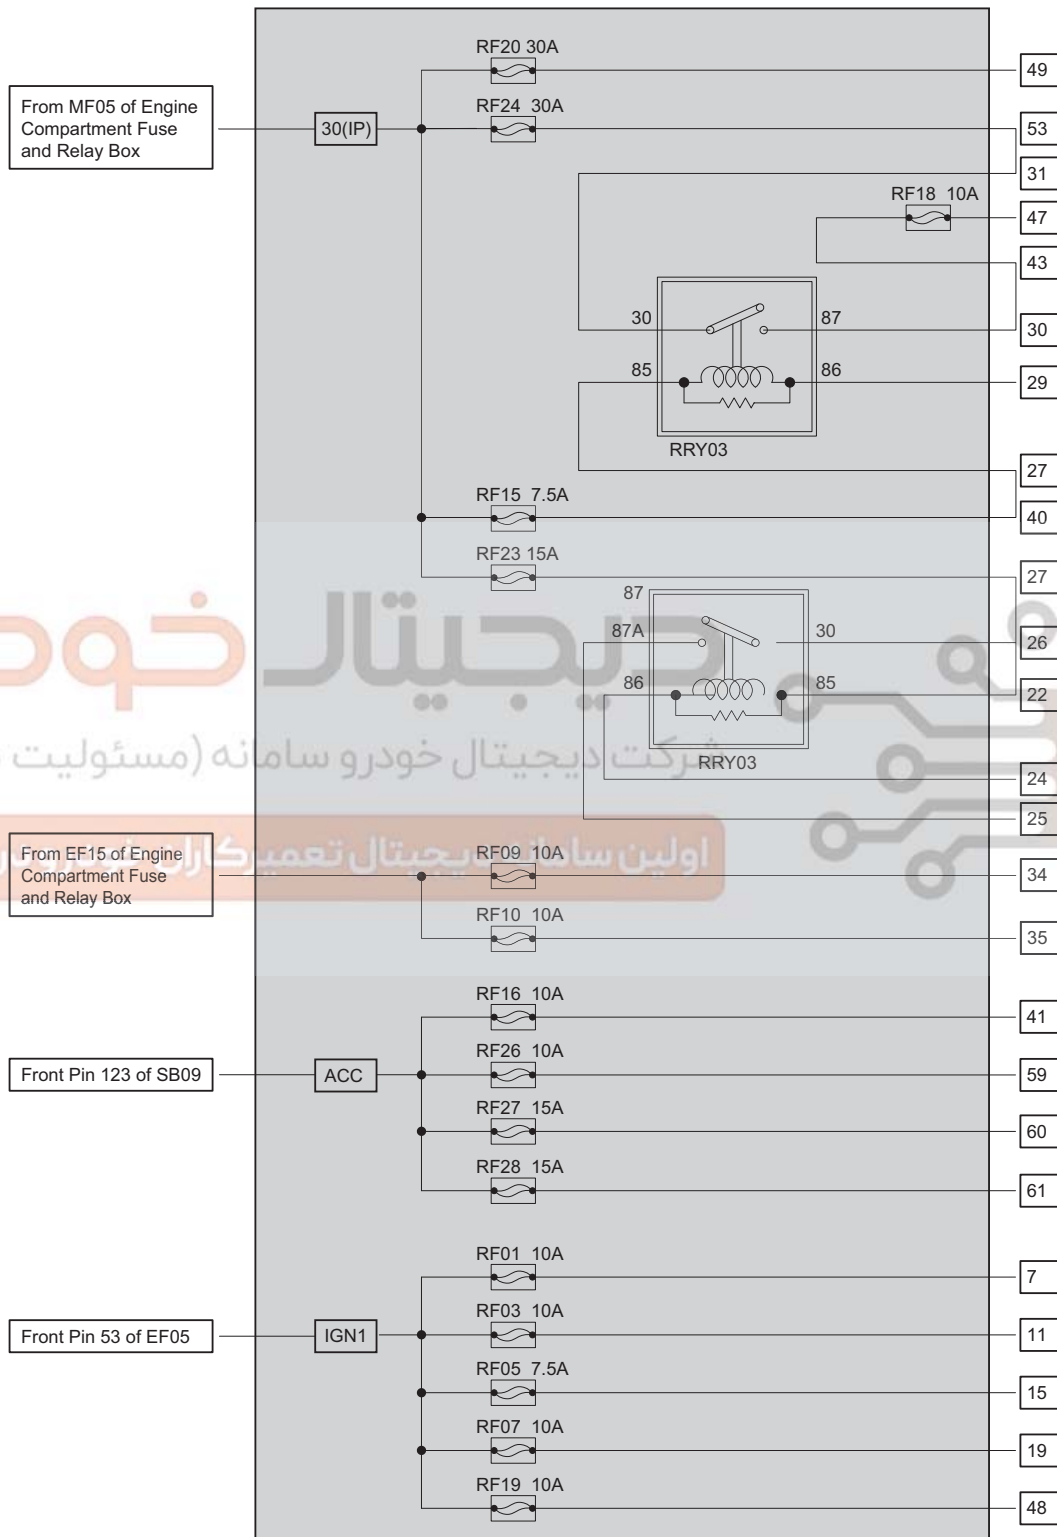 RF20 30A
49
From MF05 of Engine
Compartment Fuse
and Relay Box
30(IP)
RF24 30A
53
31
RF18 10A
47
43
30
87
30
85
86
29
RRY03
27
RF15 7.5A
40
RF23 15A
27
87
87A
30
26
86
85
22
دیجیتال خودرو
شرکت دیجیتال خودرو سامانه (مسئولیت
RRY03
24
25
From EF15 of Engine
Compartment Fuse
and Relay Box
اولین سامانه دیجیتال تعمیرکاران خودرو
RF09 10A
34
RF10 10A
35
RF16 10A
41
Front Pin 123 of SB09
ACC
RF26 10A
59
RF27 15A
60
RF28 15A
61
RF01 10A
7
Front Pin 53 of EF05
IGN1
RF03 10A
11
RF05 7.5A
15
RF07 10A
19
RF19 10A
48